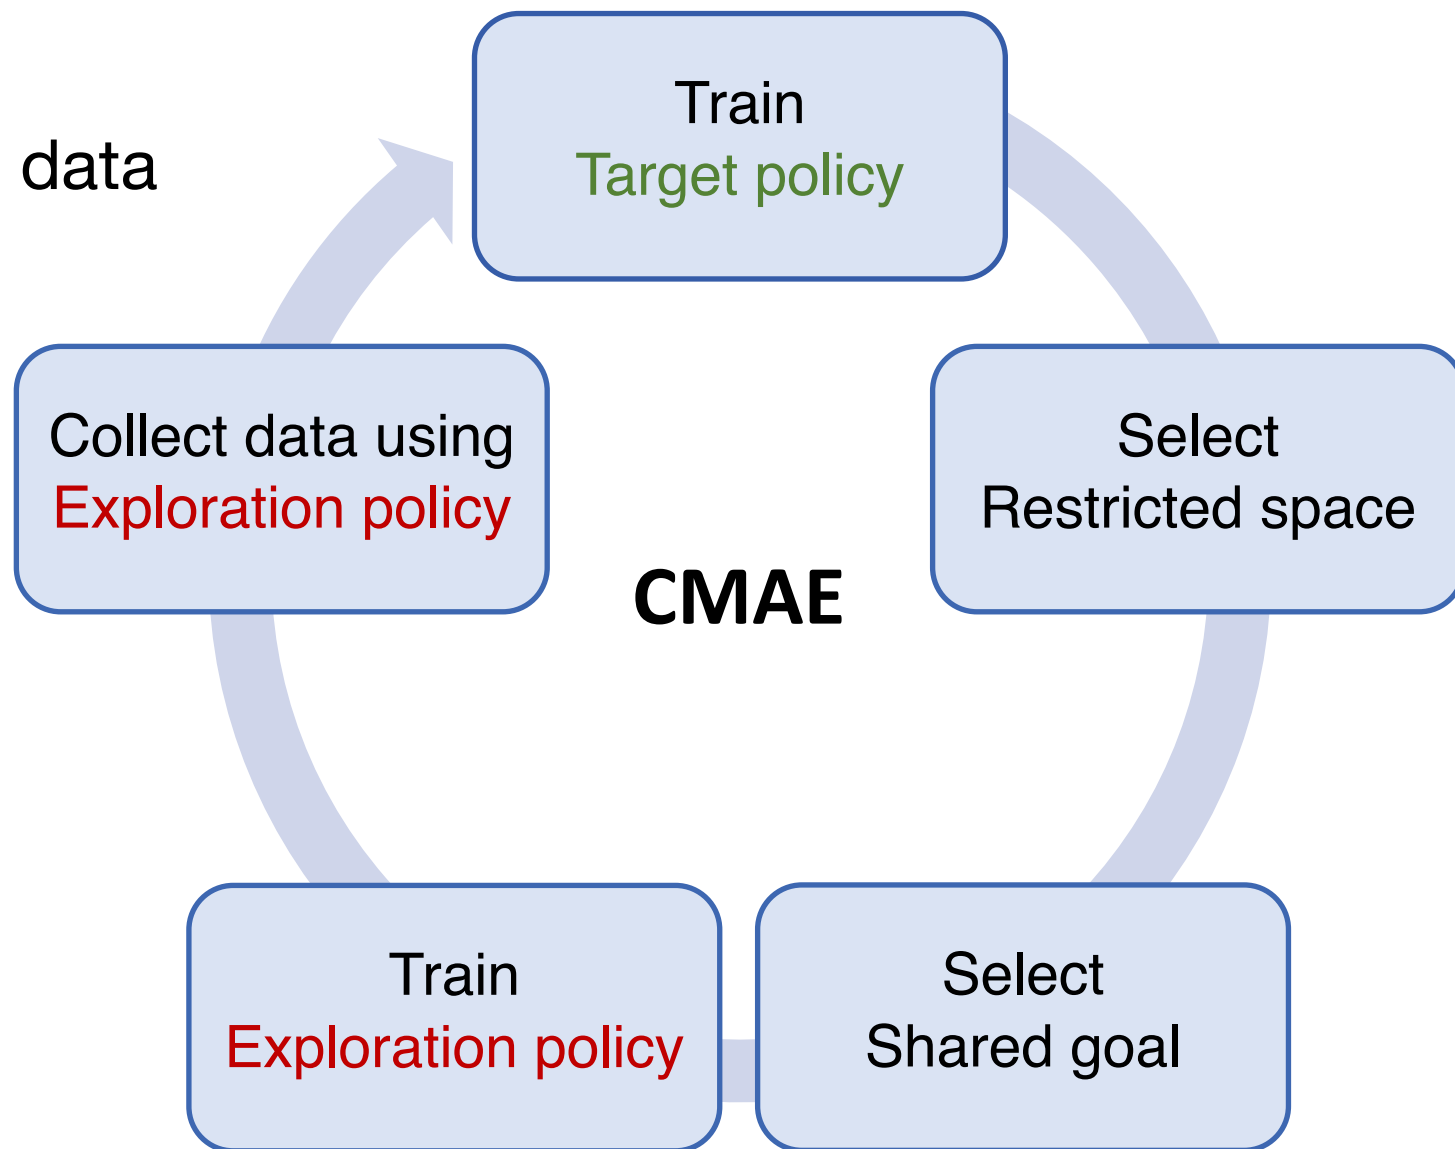 Train
Target policy
data
Select
Restricted space
Collect data using
Exploration policy
CMAE
Select
Shared goal
Train
Exploration policy